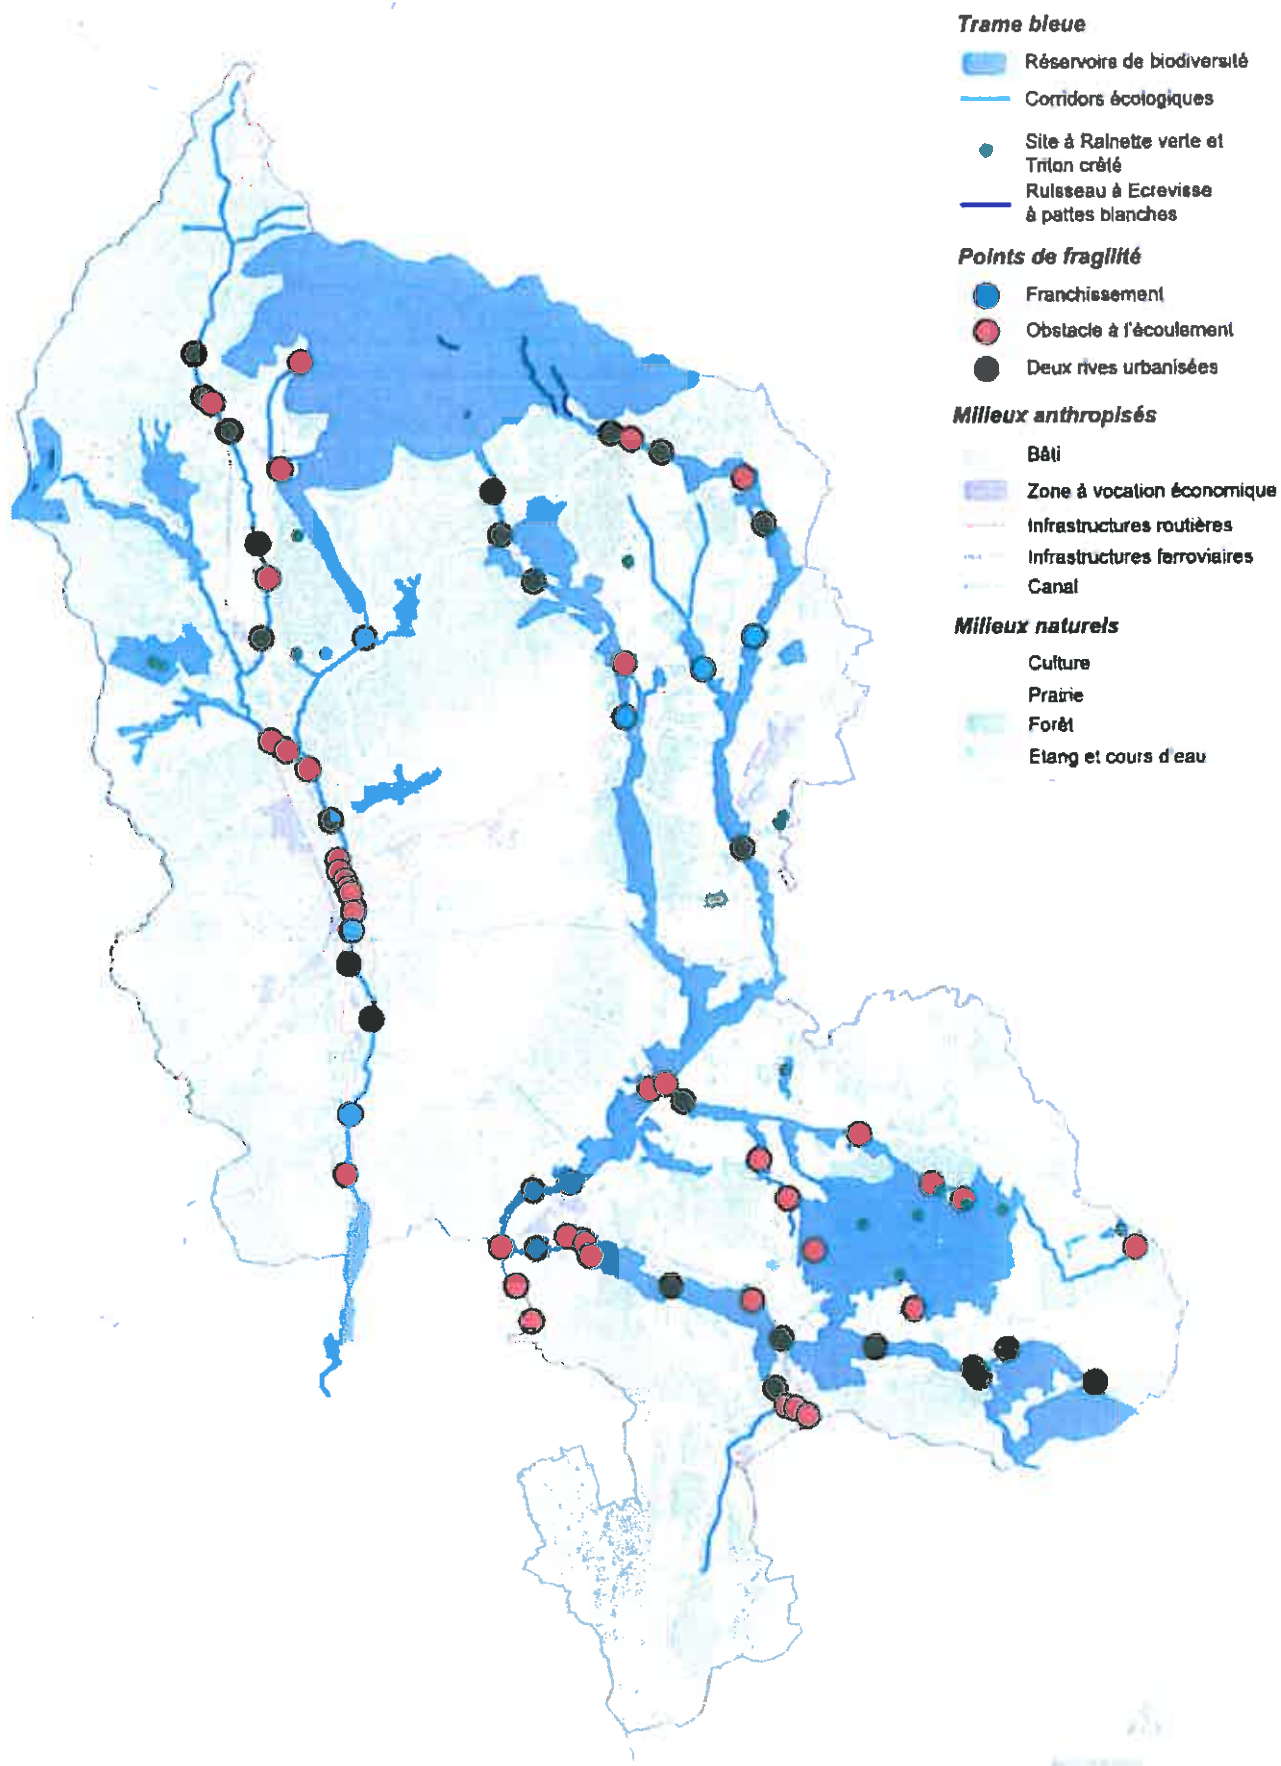 Trame bleue
Réservoirs de biodiversité
Corridors écologiques
Site à Rainette verte et
Triton crêté
Ruisseau à Ecrevisse
à pattes blanches
Points de fragilité
Franchissement
Obstacle à l'écoulement
Deux rives urbanisées
Milieux anthropisés
Bâti
Zone à vocation économique
Infrastructures routières
Infrastructures ferroviaires
Canal
Milieux naturels
Culture
Prairie
Forêt
Etang et cours d'eau